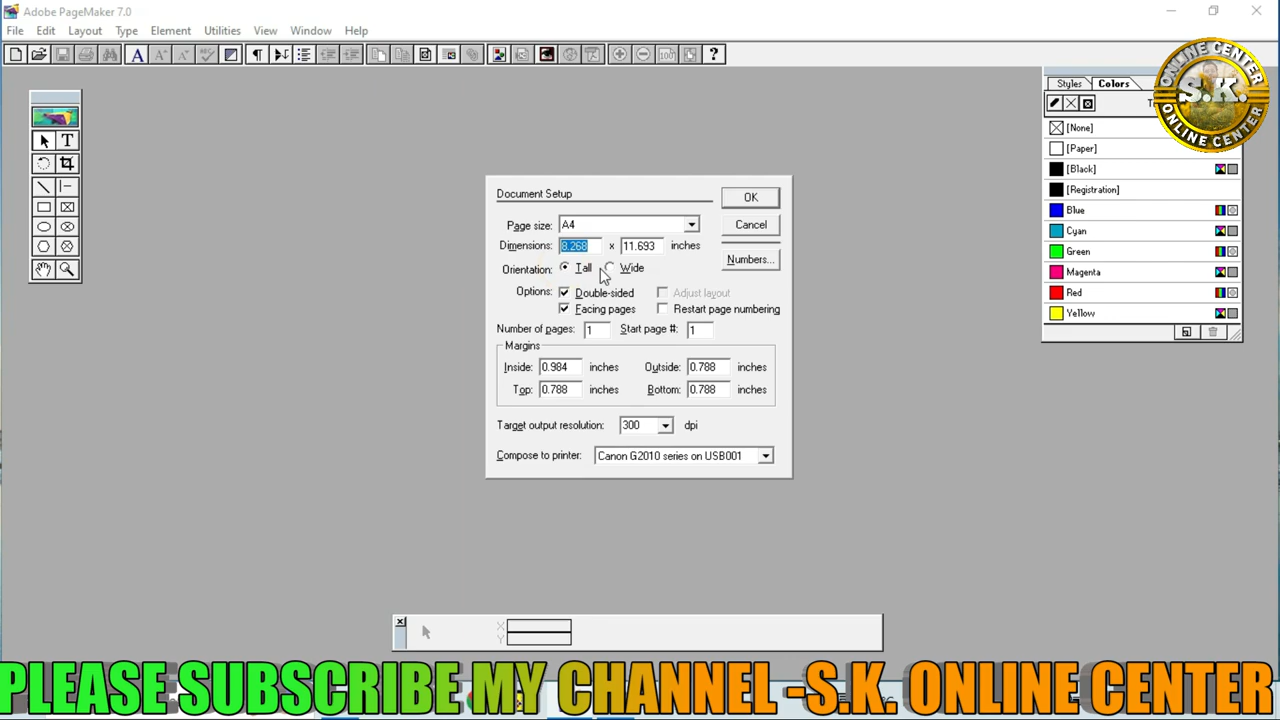 Adobe PageMaker 7.0
File Edit Layout Type Element Utilities View Window Help
ONLINE CENTER
S.K.
ONLINE CENTER
Styles Colors
[None]
[Paper]
[Black]
[Registration]
Blue
Cyan
Green
Magenta
Red
Yellow
Document Setup
OK
Page size: A4
Cancel
Dimensions: 8.268 x 11.693 inches
Numbers...
Orientation: Tall Wide
Options: Double-sided Adjust layout
Facing pages Restart page numbering
Number of pages: 1 Start page #: 1
Margins
Inside: 0.984 inches Outside: 0.788 inches
Top: 0.788 inches Bottom: 0.788 inches
Target output resolution: 300 dpi
Compose to printer: Canon G2010 series on USB001
X
Y
PLEASE SUBSCRIBE MY CHANNEL -S.K. ONLINE CENTER